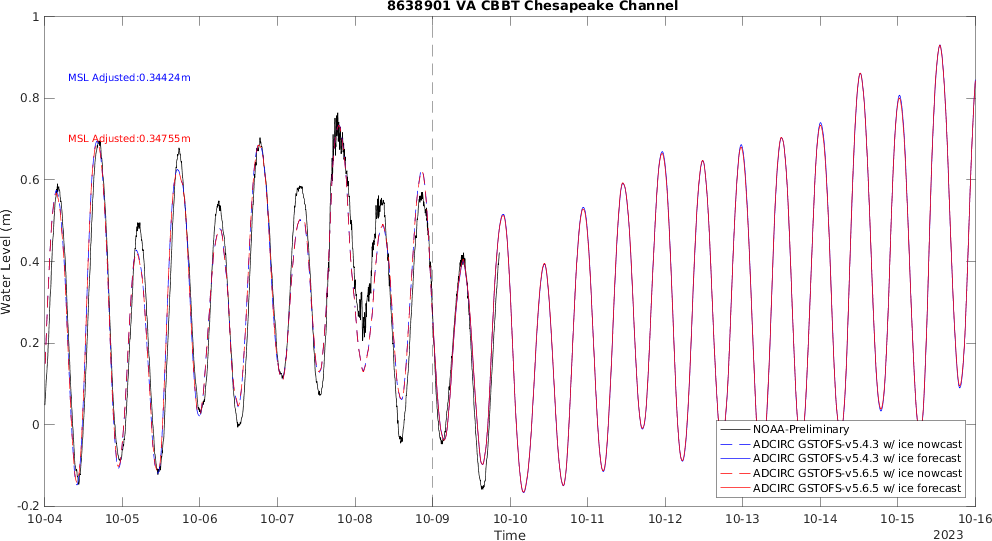 8638901 VA CBBT Chesapeake Channel
1
0.8
0.6
0.4
0.2
0
-0.2
Water Level (m)
MSL Adjusted:0.34424m
MSL Adjusted:0.34755m
NOAA-Preliminary
ADCIRC GSTOFS-v5.4.3 w/ ice nowcast
ADCIRC GSTOFS-v5.4.3 w/ ice forecast
ADCIRC GSTOFS-v5.6.5 w/ ice nowcast
ADCIRC GSTOFS-v5.6.5 w/ ice forecast
10-04 10-05 10-06 10-07 10-08 10-09 10-10 10-11 10-12 10-13 10-14 10-15 10-16
Time
2023